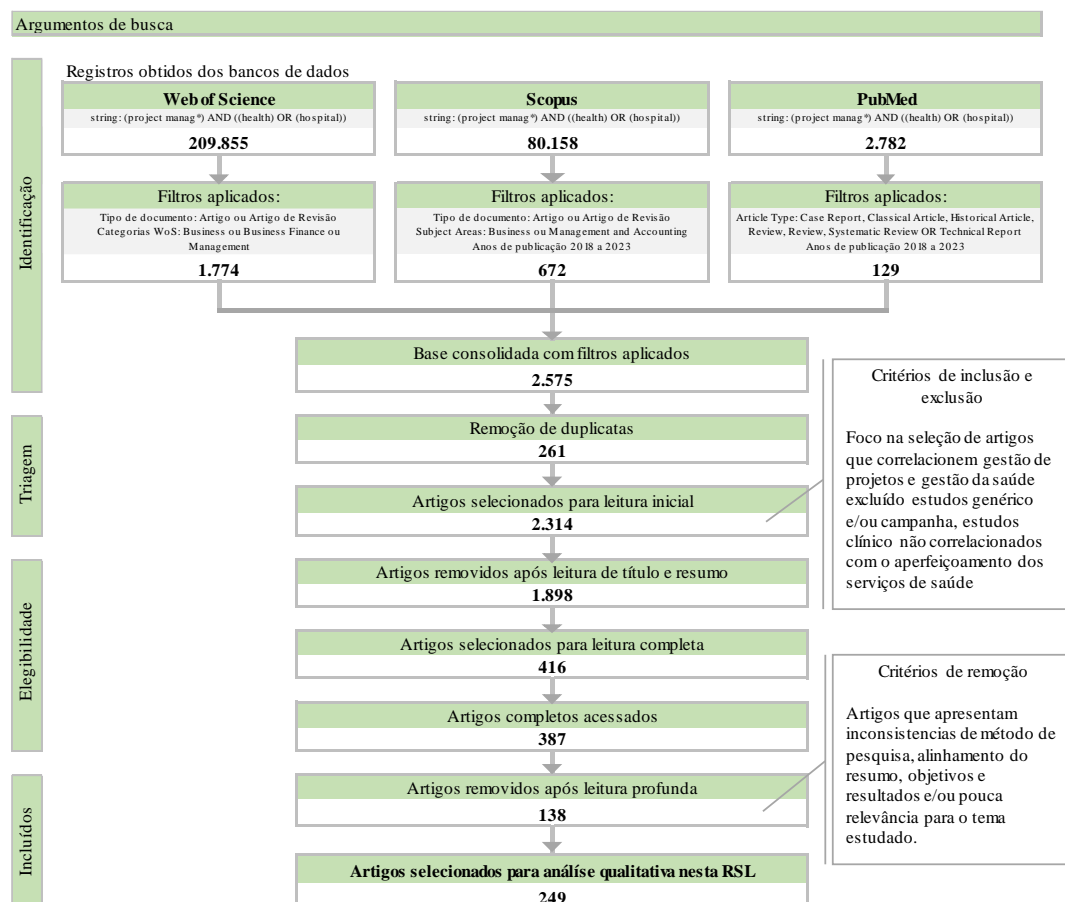 Argumentos de busca
Identificação
Registros obtidos dos bancos de dados
Web of Science
string: (project manag*) AND ((health) OR (hospital))
209.855
Scopus
string: (project manag*) AND ((health) OR (hospital))
80.158
PubMed
string: (project manag*) AND ((health) OR (hospital))
2.782
Filtros aplicados:
Tipo de documento: Artigo ou Artigo de Revisão
Categorias WoS: Business ou Business Finance ou
Management
1.774
Filtros aplicados:
Tipo de documento: Artigo ou Artigo de Revisão
Subject Areas: Business ou Management and Accounting
Anos de publicação 2018 a 2023
672
Filtros aplicados:
Article Type: Case Report, Classical Article, Historical Article,
Review, Review, Systematic Review OR Technical Report
Anos de publicação 2018 a 2023
129
Base consolidada com filtros aplicados
2.575
Triagem
Remoção de duplicatas
261
Artigos selecionados para leitura inicial
2.314
Critérios de inclusão e
exclusão
Foco na seleção de artigos
que correlacionem gestão de
projetos e gestão da saúde
excluído estudos genérico
e/ou campanha, estudos
clínico não correlacionados
com o aperfeiçoamento dos
serviços de saúde
Elegibilidade
Artigos removidos após leitura de título e resumo
1.898
Artigos selecionados para leitura completa
416
Artigos completos acessados
387
Incluídos
Artigos removidos após leitura profunda
138
Critérios de remoção
Artigos que apresentam
inconsistencias de método de
pesquisa, alinhamento do
resumo, objetivos e
resultados e/ou pouca
relevância para o tema
estudado.
Artigos selecionados para análise qualitativa nesta RSL
249